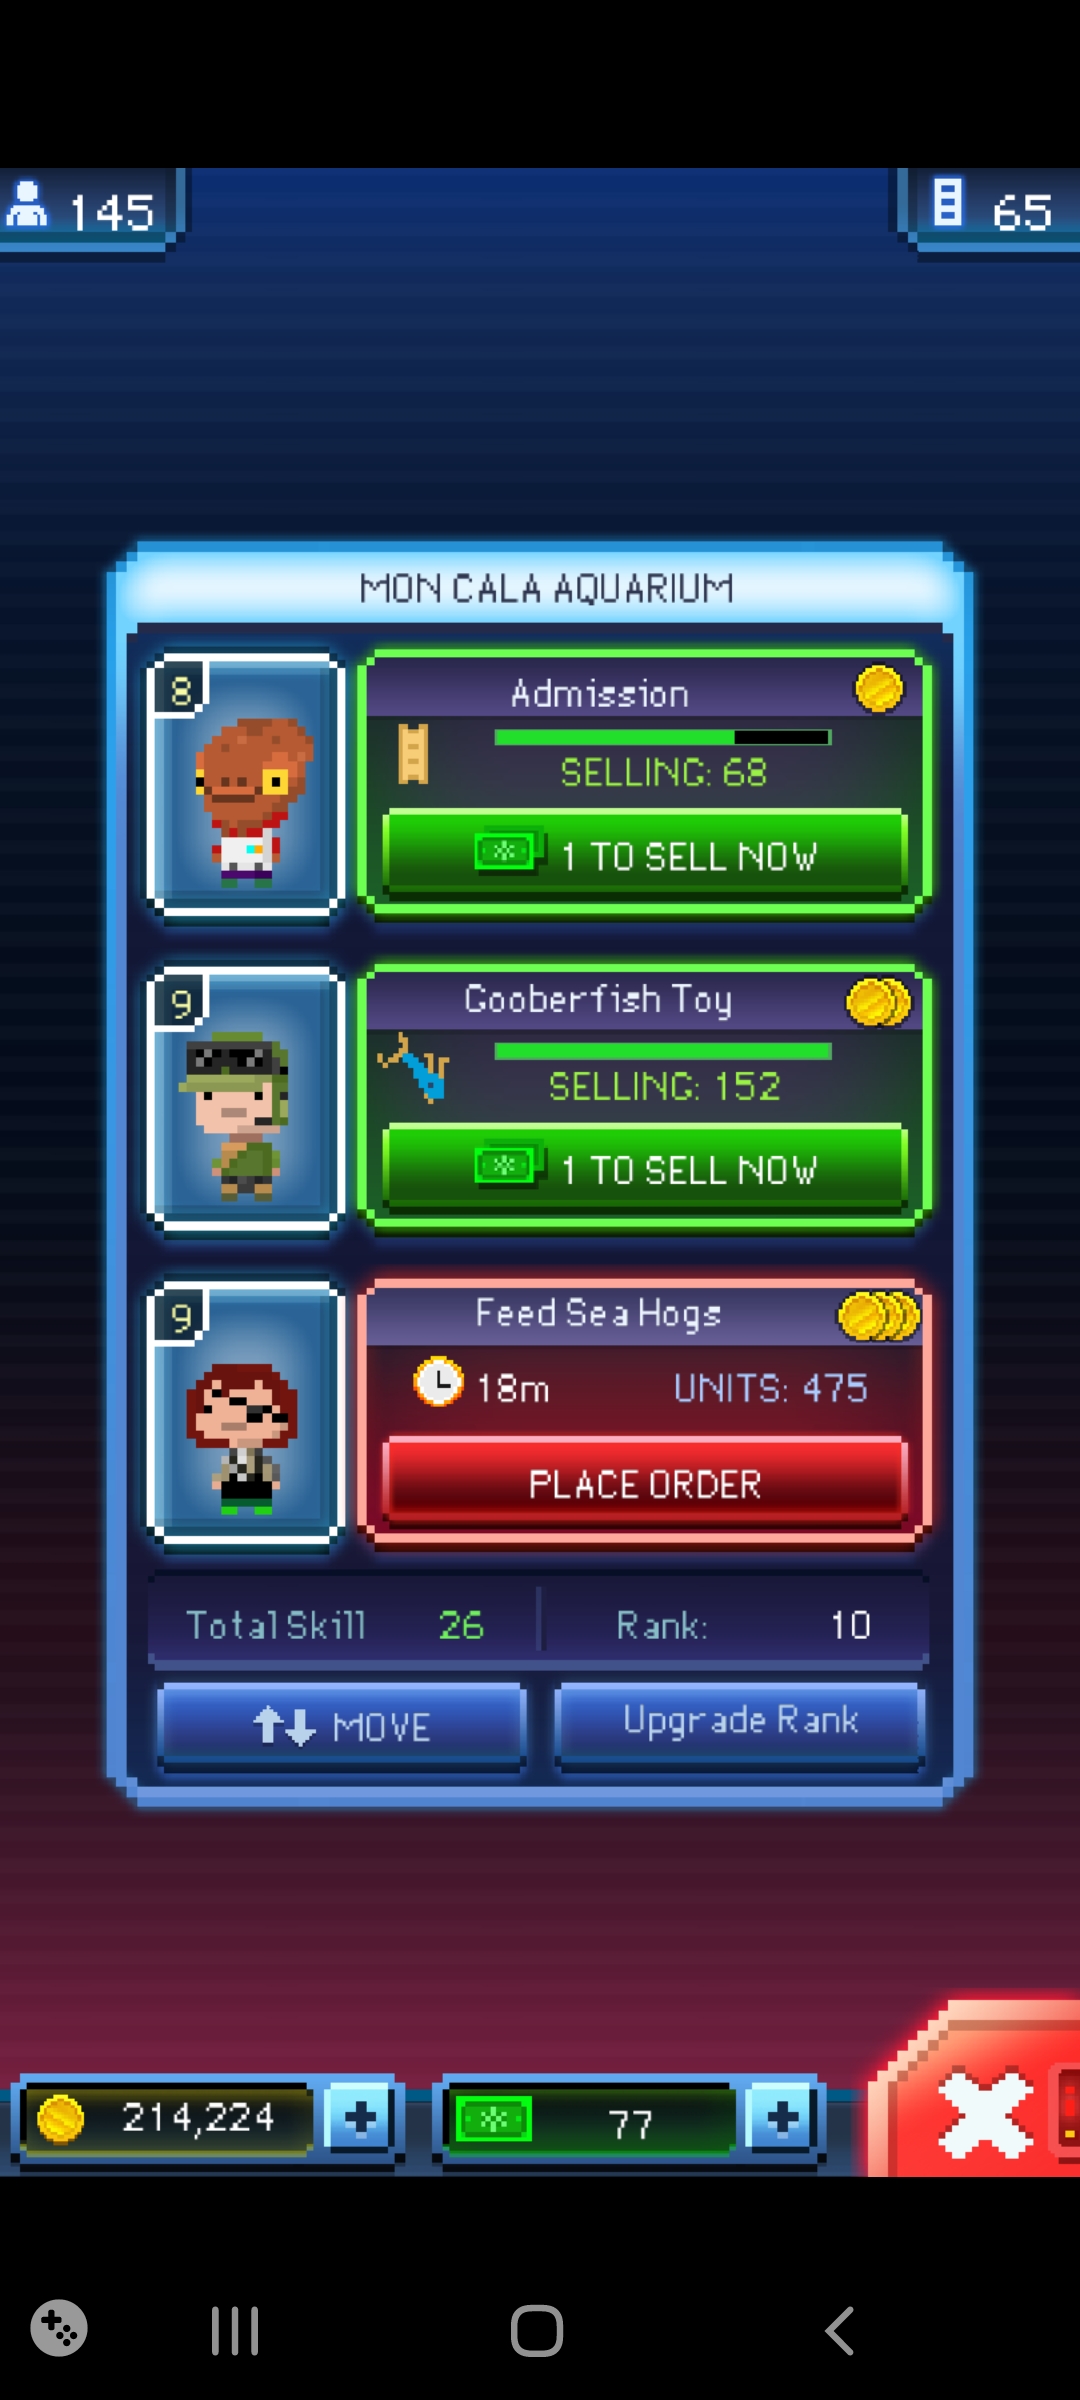 145
65
MON CALA AQUARIUM
8
Admission
SELLING: 68
1 TO SELL NOW
9
Gooberfish Toy
SELLING: 152
1 TO SELL NOW
9
Feed Sea Hogs
18m UNITS: 475
PLACE ORDER
Total Skill 26 Rank: 10
MOVE Upgrade Rank
214,224 77